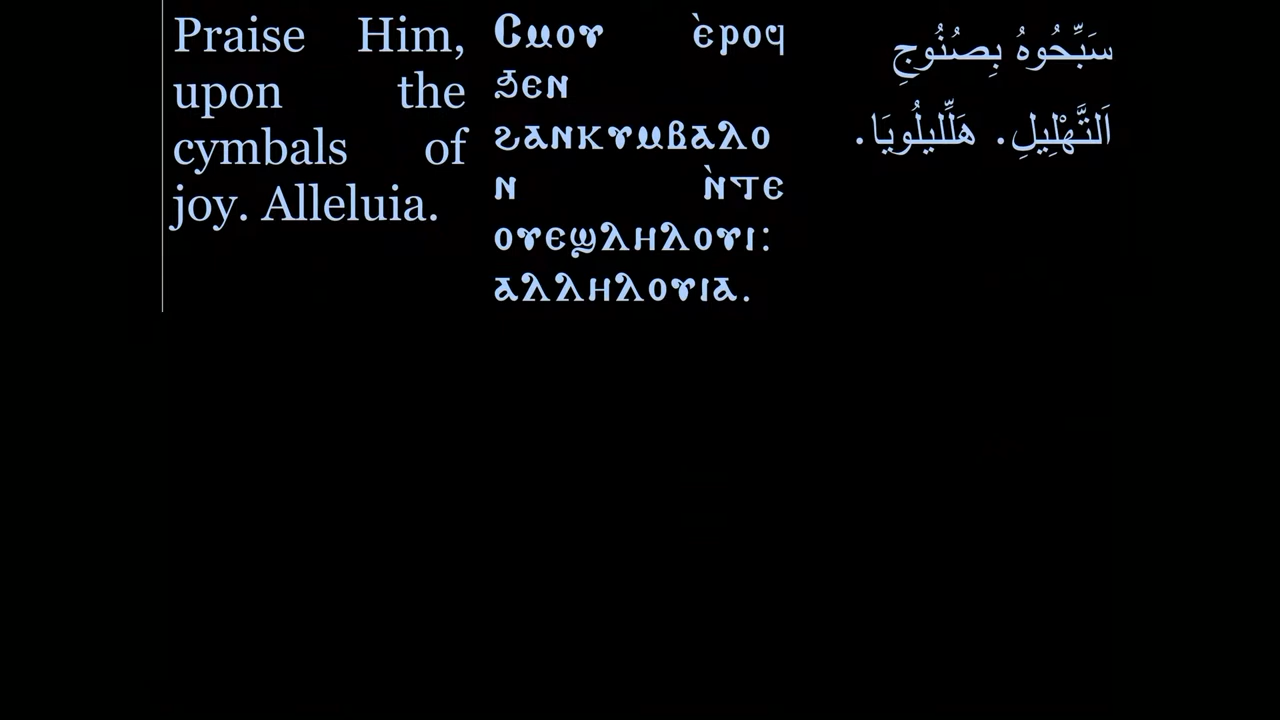 Praise Him,
upon the
cymbals of
joy. Alleluia.
Ⲥⲙⲟⲩ ⲉ̀ⲣⲟϥ
ϧⲉⲛ
ϩⲁⲛⲕⲩⲙⲃⲁⲗⲟ
ⲛ ⲛ̀ⲧⲉ
ⲟⲩⲉϣⲗⲏⲗⲟⲩⲓ:
ⲁⲗⲗⲏⲗⲟⲩⲓⲁ.
سَبِّحُوهُ بِصُنُوجِ
اَلتَّهْلِيلِ. هَلِّلِيلُويَا.